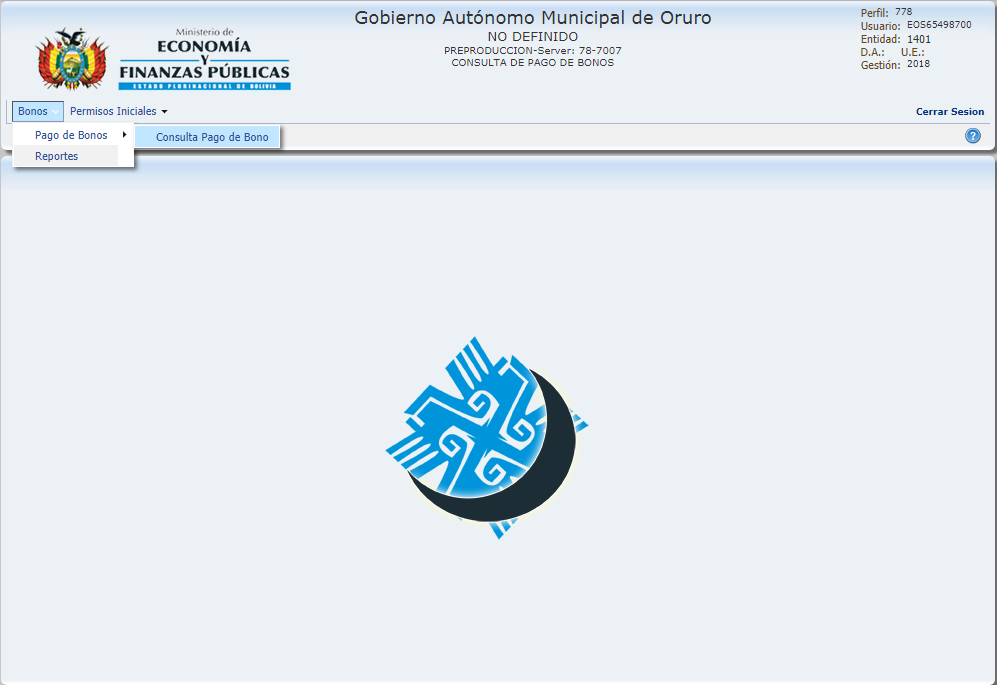 Ministerio de
ECONOMÍA
Y
FINANZAS PÚBLICAS
ESTADO PLURINACIONAL DE BOLIVIA
Gobierno Autónomo Municipal de Oruro
NO DEFINIDO
PREPRODUCCION-Server: 78-7007
CONSULTA DE PAGO DE BONOS
Perfil: 778
Usuario: EOS65498700
Entidad: 1401
D.A.: U.E.:
Gestión: 2018
Bonos Permisos Iniciales Cerrar Sesion
Pago de Bonos Consulta Pago de Bono
?
Reportes